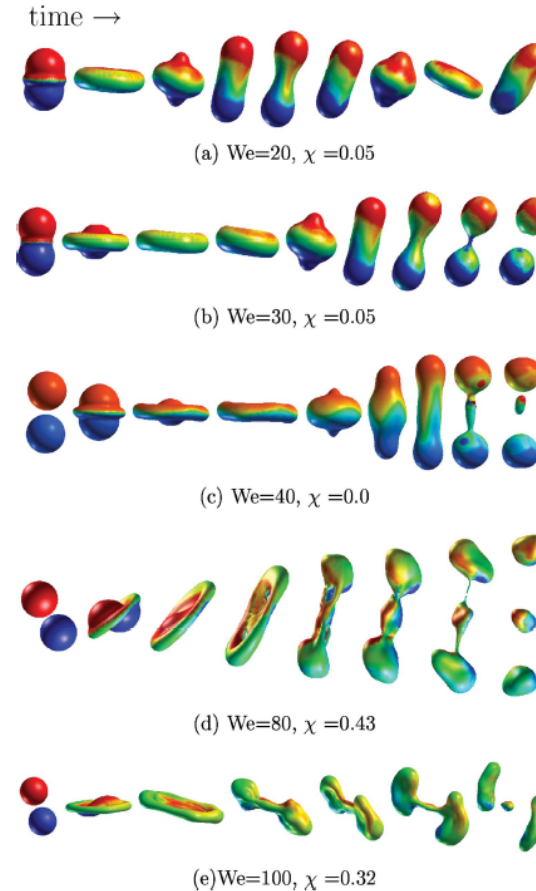 time →
(a) We=20, χ =0.05
(b) We=30, χ =0.05
(c) We=40, χ =0.0
(d) We=80, χ =0.43
(e)We=100, χ =0.32